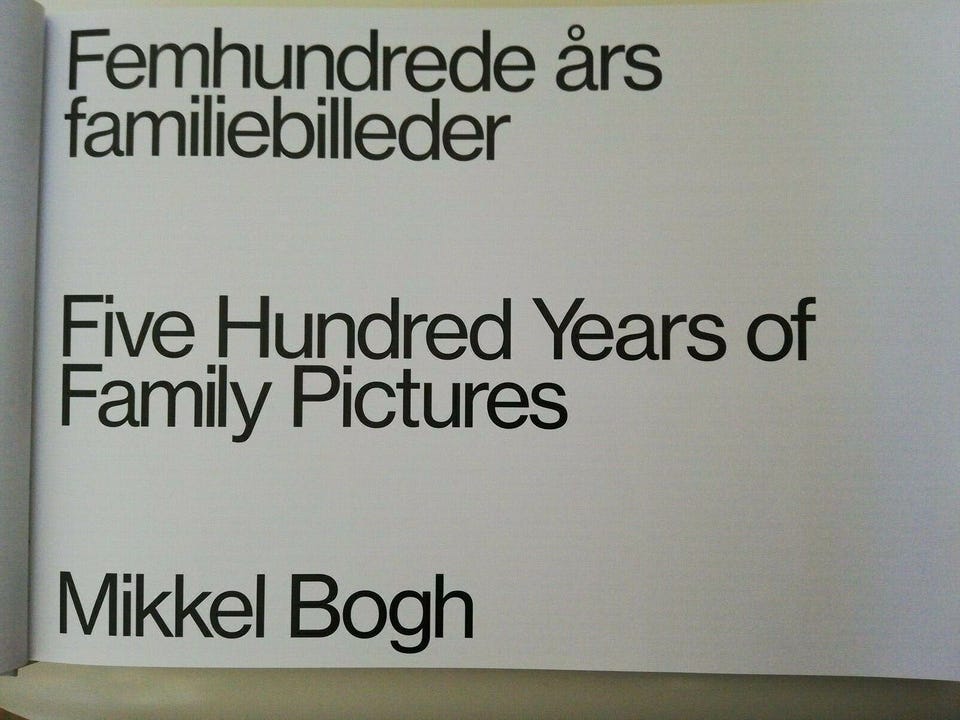 Femhundrede års
familiebilleder
Five Hundred Years of
Family Pictures
Mikkel Bogh